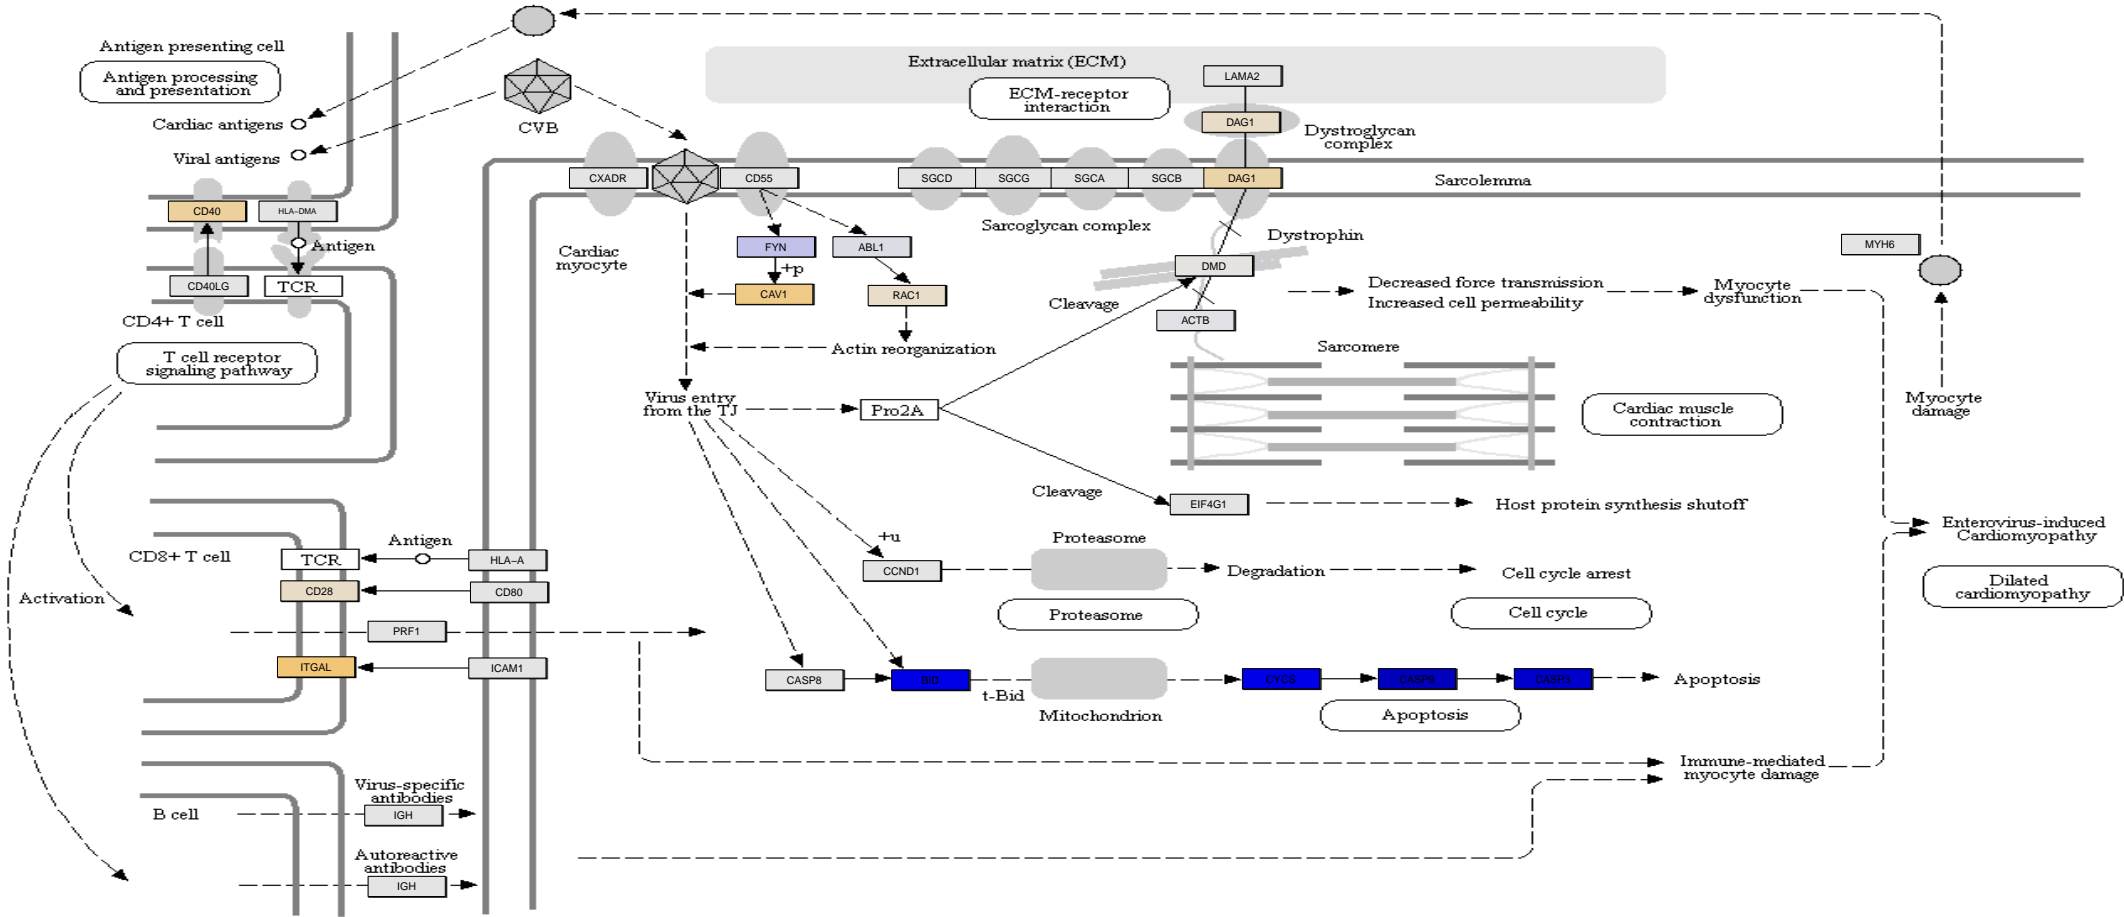 Antigen presenting cell
Antigen processing
and presentation
Cardiac antigens
Viral antigens
CVB
Extracellular matrix (ECM)
ECM-receptor
interaction
LAMA2
DAG1
Dystroglycan
complex
CXADR
CD55
SGCD
SGCG
SGCA
SGCB
DAG1
Sarcolemma
CD40
HLA-DMA
Antigen
CD40LG
TCR
CD4+ T cell
T cell receptor
signaling pathway
Cardiac
myocyte
FYN
ABL1
+p
CAV1
RAC1
Actin reorganization
Sarcoglycan complex
Dystrophin
DMD
Cleavage
ACTB
Decreased force transmission
Increased cell permeability
Myocyte
dysfunction
MYH6
Sarcomere
Virus entry
from the TJ
Pro2A
Cardiac muscle
contraction
Myocyte
damage
Cleavage
EIF4G1
Host protein synthesis shutoff
Enterovirus-induced
Cardiomyopathy
Dilated
cardiomyopathy
CD8+ T cell
TCR
Antigen
HLA-A
CD28
CD80
Activation
PRF1
ITGAL
ICAM1
+u
CCND1
Proteasome
Degradation
Cell cycle arrest
Proteasome
Cell cycle
CASP8
BID
t-Bid
Mitochondrion
CYCS
CASP9
CASP3
Apoptosis
Apoptosis
Immune-mediated
myocyte damage
B cell
Virus-specific
antibodies
IGH
Autoreactive
antibodies
IGH